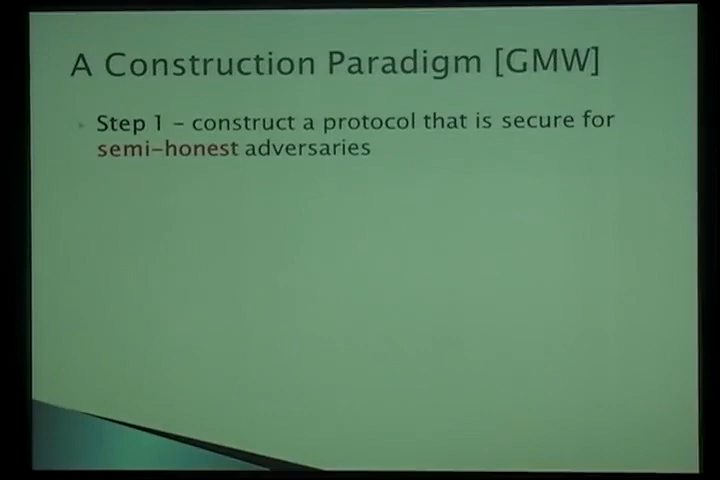 A Construction Paradigm [GMW]
Step 1 – construct a protocol that is secure for
semi-honest adversaries